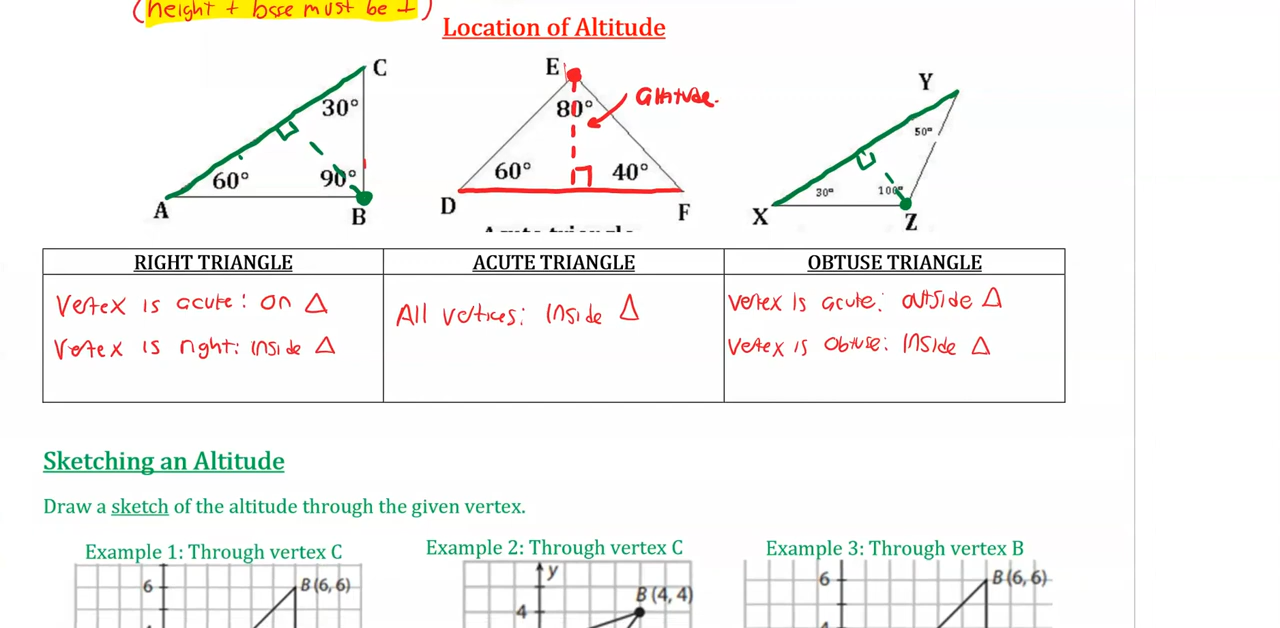 (height + base must be ⊥)
Location of Altitude
E
C
Y
Altitude.
30°
80°
50°
60°
90°
60°
40°
30°
100°
A
B
D
F
X
Z
RIGHT TRIANGLE
ACUTE TRIANGLE
OBTUSE TRIANGLE
Vertex is acute: on Δ
All vertices: inside Δ
Vertex is acute: outside Δ
Vertex is right: inside Δ
Vertex is obtuse: inside Δ
Sketching an Altitude
Draw a sketch of the altitude through the given vertex.
Example 1: Through vertex C
Example 2: Through vertex C
Example 3: Through vertex B
6
B(6, 6)
y
B(4, 4)
4
6
B(6, 6)